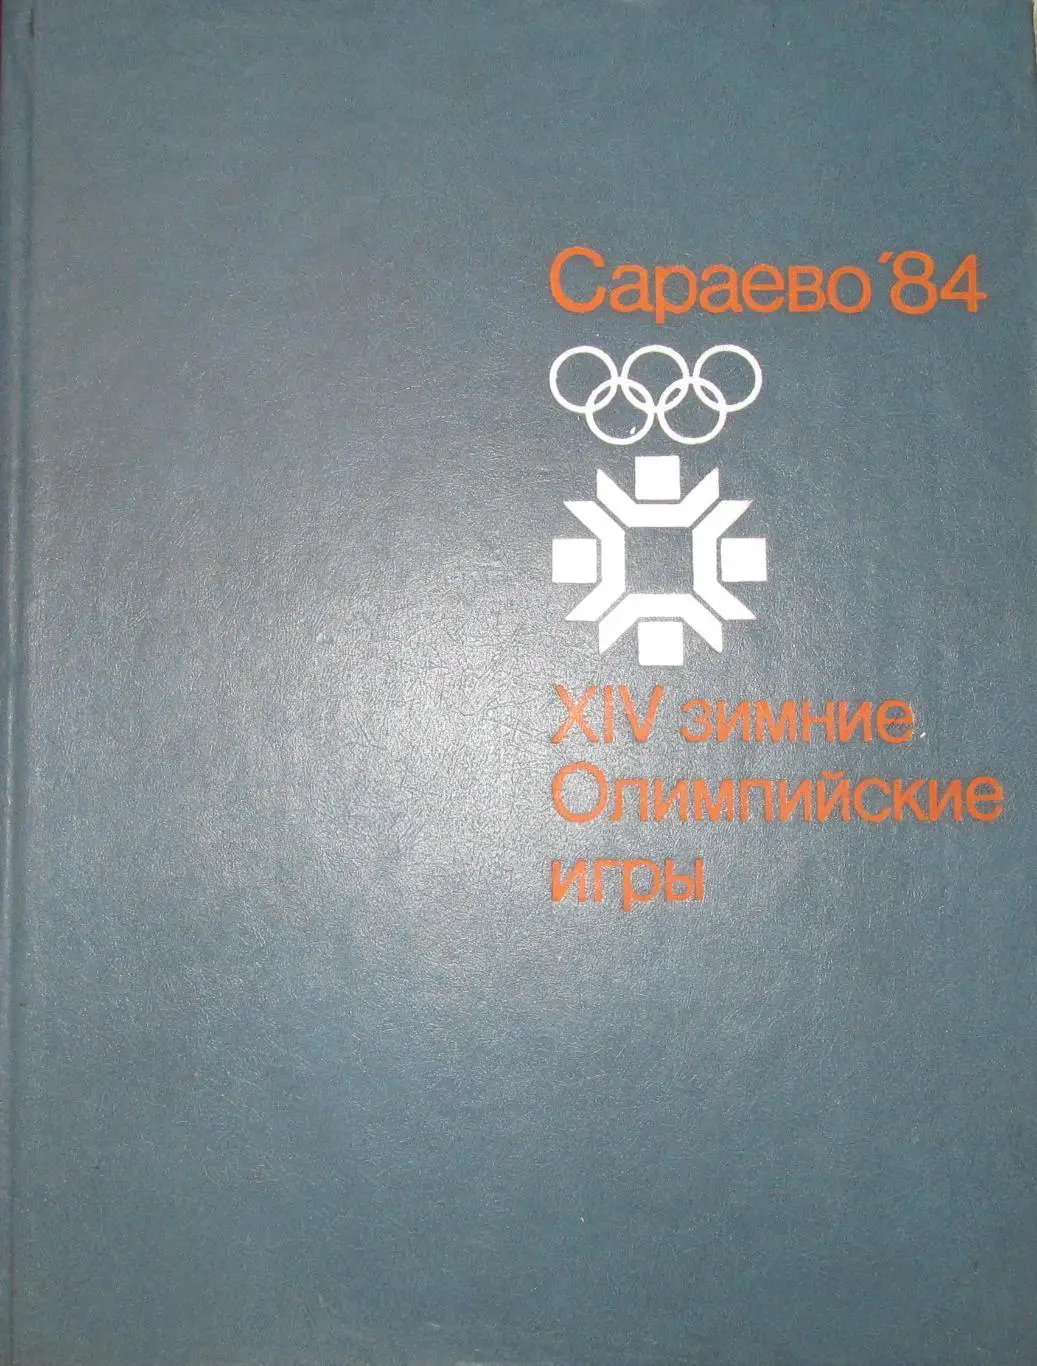 Сараево '84
XIV зимние
Олимпийские
игры